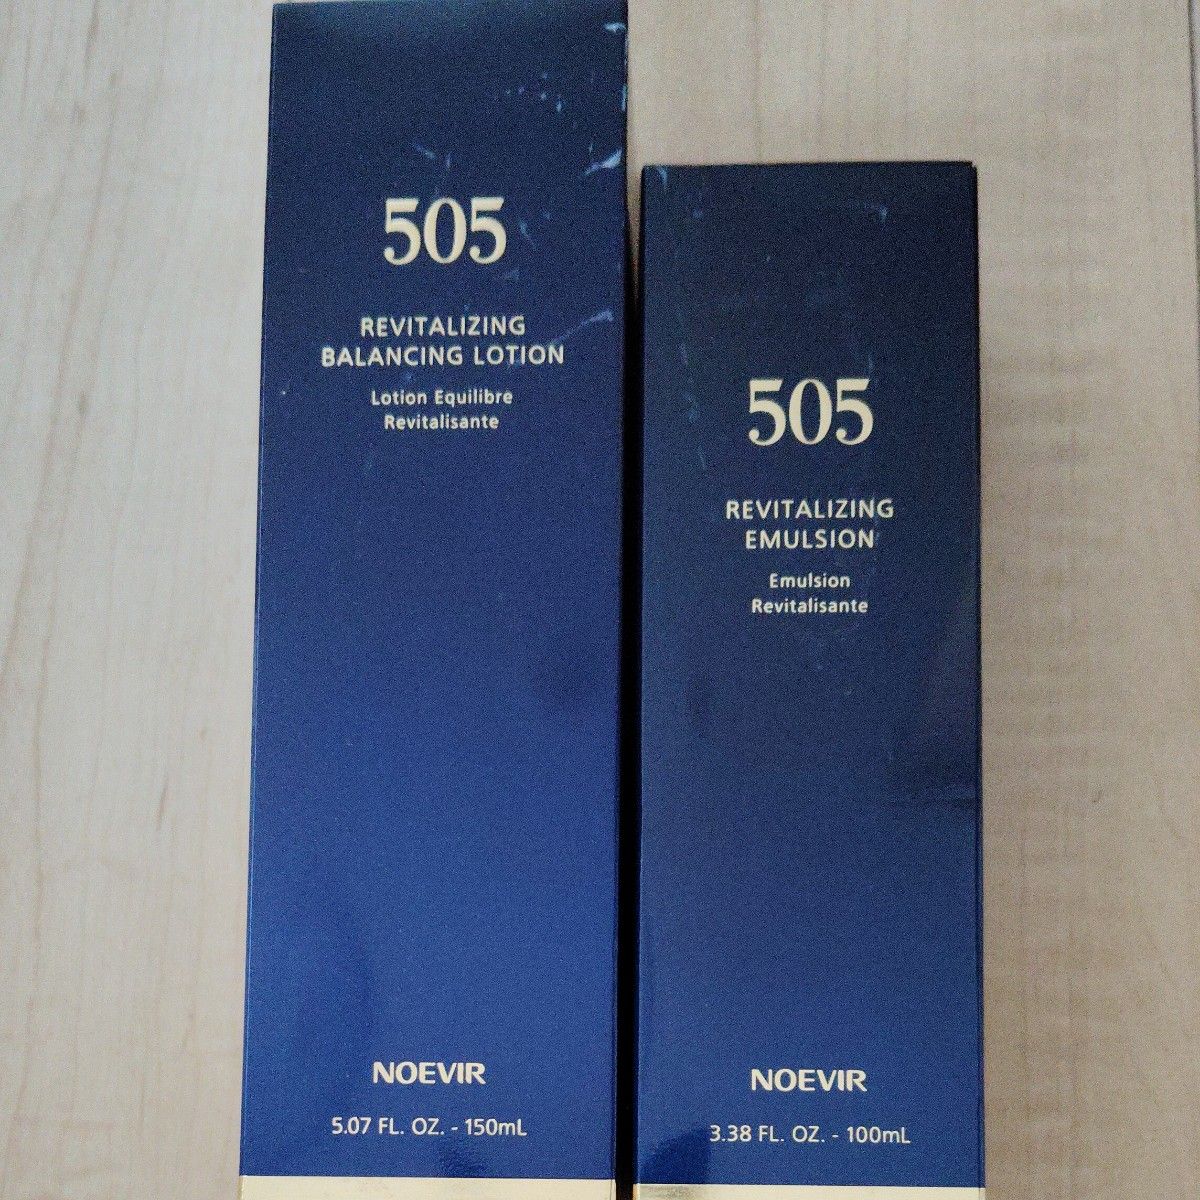 505
REVITALIZING
BALANCING LOTION
Lotion Equilibre
Revitalisante
NOEVIR
5.07 FL. OZ. - 150mL
505
REVITALIZING
EMULSION
Emulsion
Revitalisante
NOEVIR
3.38 FL. OZ. - 100mL